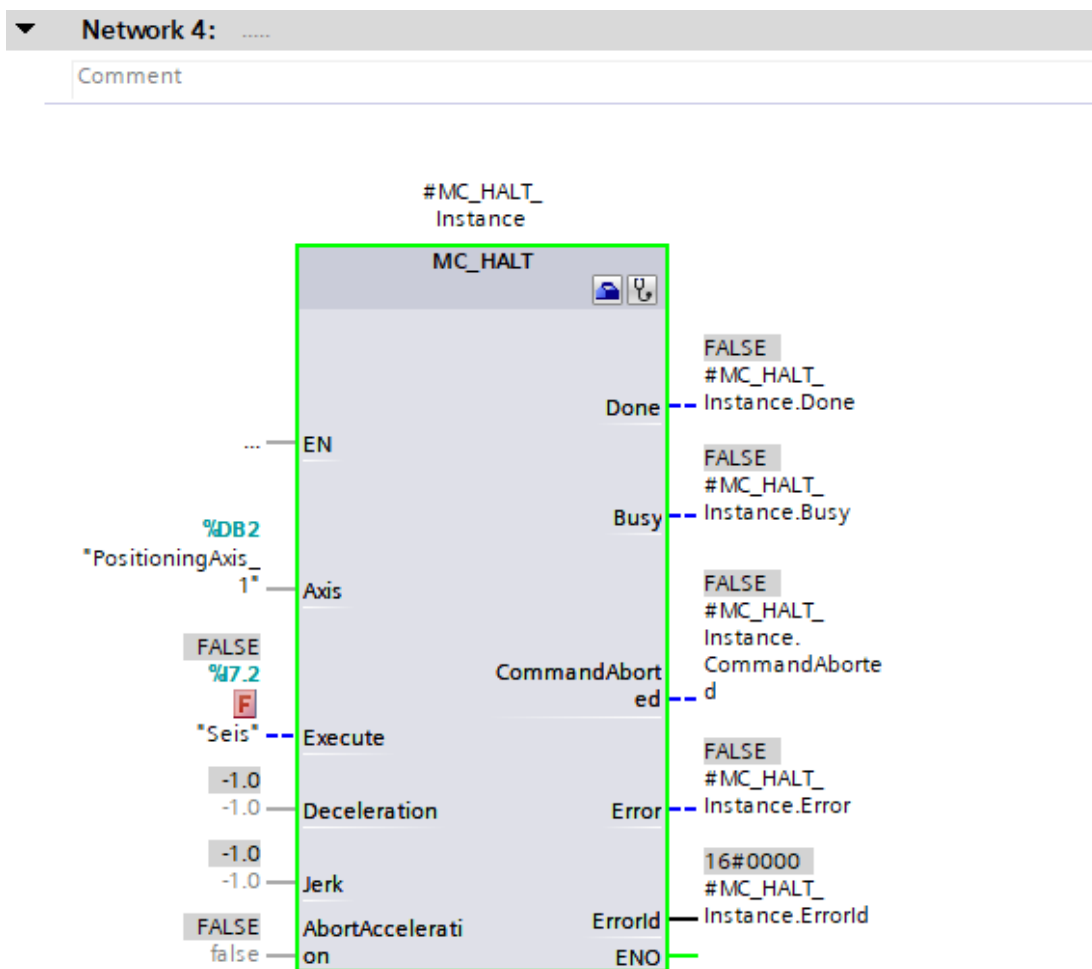 Network 4: .....
Comment
#MC_HALT_
Instance
MC_HALT
FALSE
#MC_HALT_
Instance.Done
Done
... EN
FALSE
#MC_HALT_
Instance.Busy
Busy
%DB2
"PositioningAxis_
1"
Axis
FALSE
#MC_HALT_
Instance.
CommandAborte
d
CommandAbort
ed
FALSE
%I7.2
F
"Seis"
Execute
FALSE
#MC_HALT_
Instance.Error
Error
-1.0
-1.0
Deceleration
-1.0
-1.0
Jerk
16#0000
#MC_HALT_
Instance.ErrorId
ErrorId
FALSE
false
AbortAccelerati
on
ENO